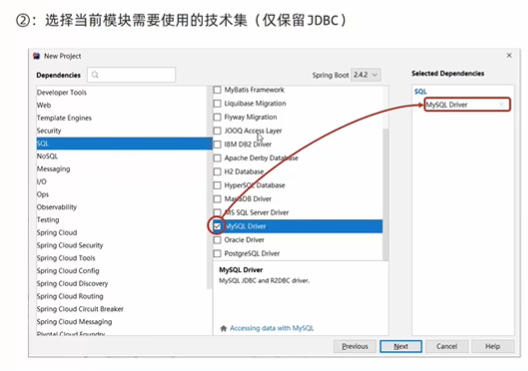 ②：选择当前模块需要使用的技术集（仅保留JDBC）
New Project
Dependencies
Spring Boot 2.4.2
Selected Dependencies
Developer Tools
Web
Template Engines
Security
SQL
NoSQL
Messaging
I/O
Ops
Observability
Testing
Spring Cloud
Spring Cloud Security
Spring Cloud Tools
Spring Cloud Config
Spring Cloud Discovery
Spring Cloud Routing
Spring Cloud Circuit Breaker
Spring Cloud Messaging
Pivotal Cloud Foundry
MyBatis Framework
Liquibase Migration
Flyway Migration
JOOQ Access Layer
IBM DB2 Driver
Apache Derby Database
H2 Database
HyperSQL Database
MariaDB Driver
MS SQL Server Driver
MySQL Driver
Oracle Driver
PostgreSQL Driver
MySQL Driver
MySQL JDBC and R2DBC driver.
Accessing data with MySQL
SQL
MySQL Driver
Previous
Next
Cancel
Help